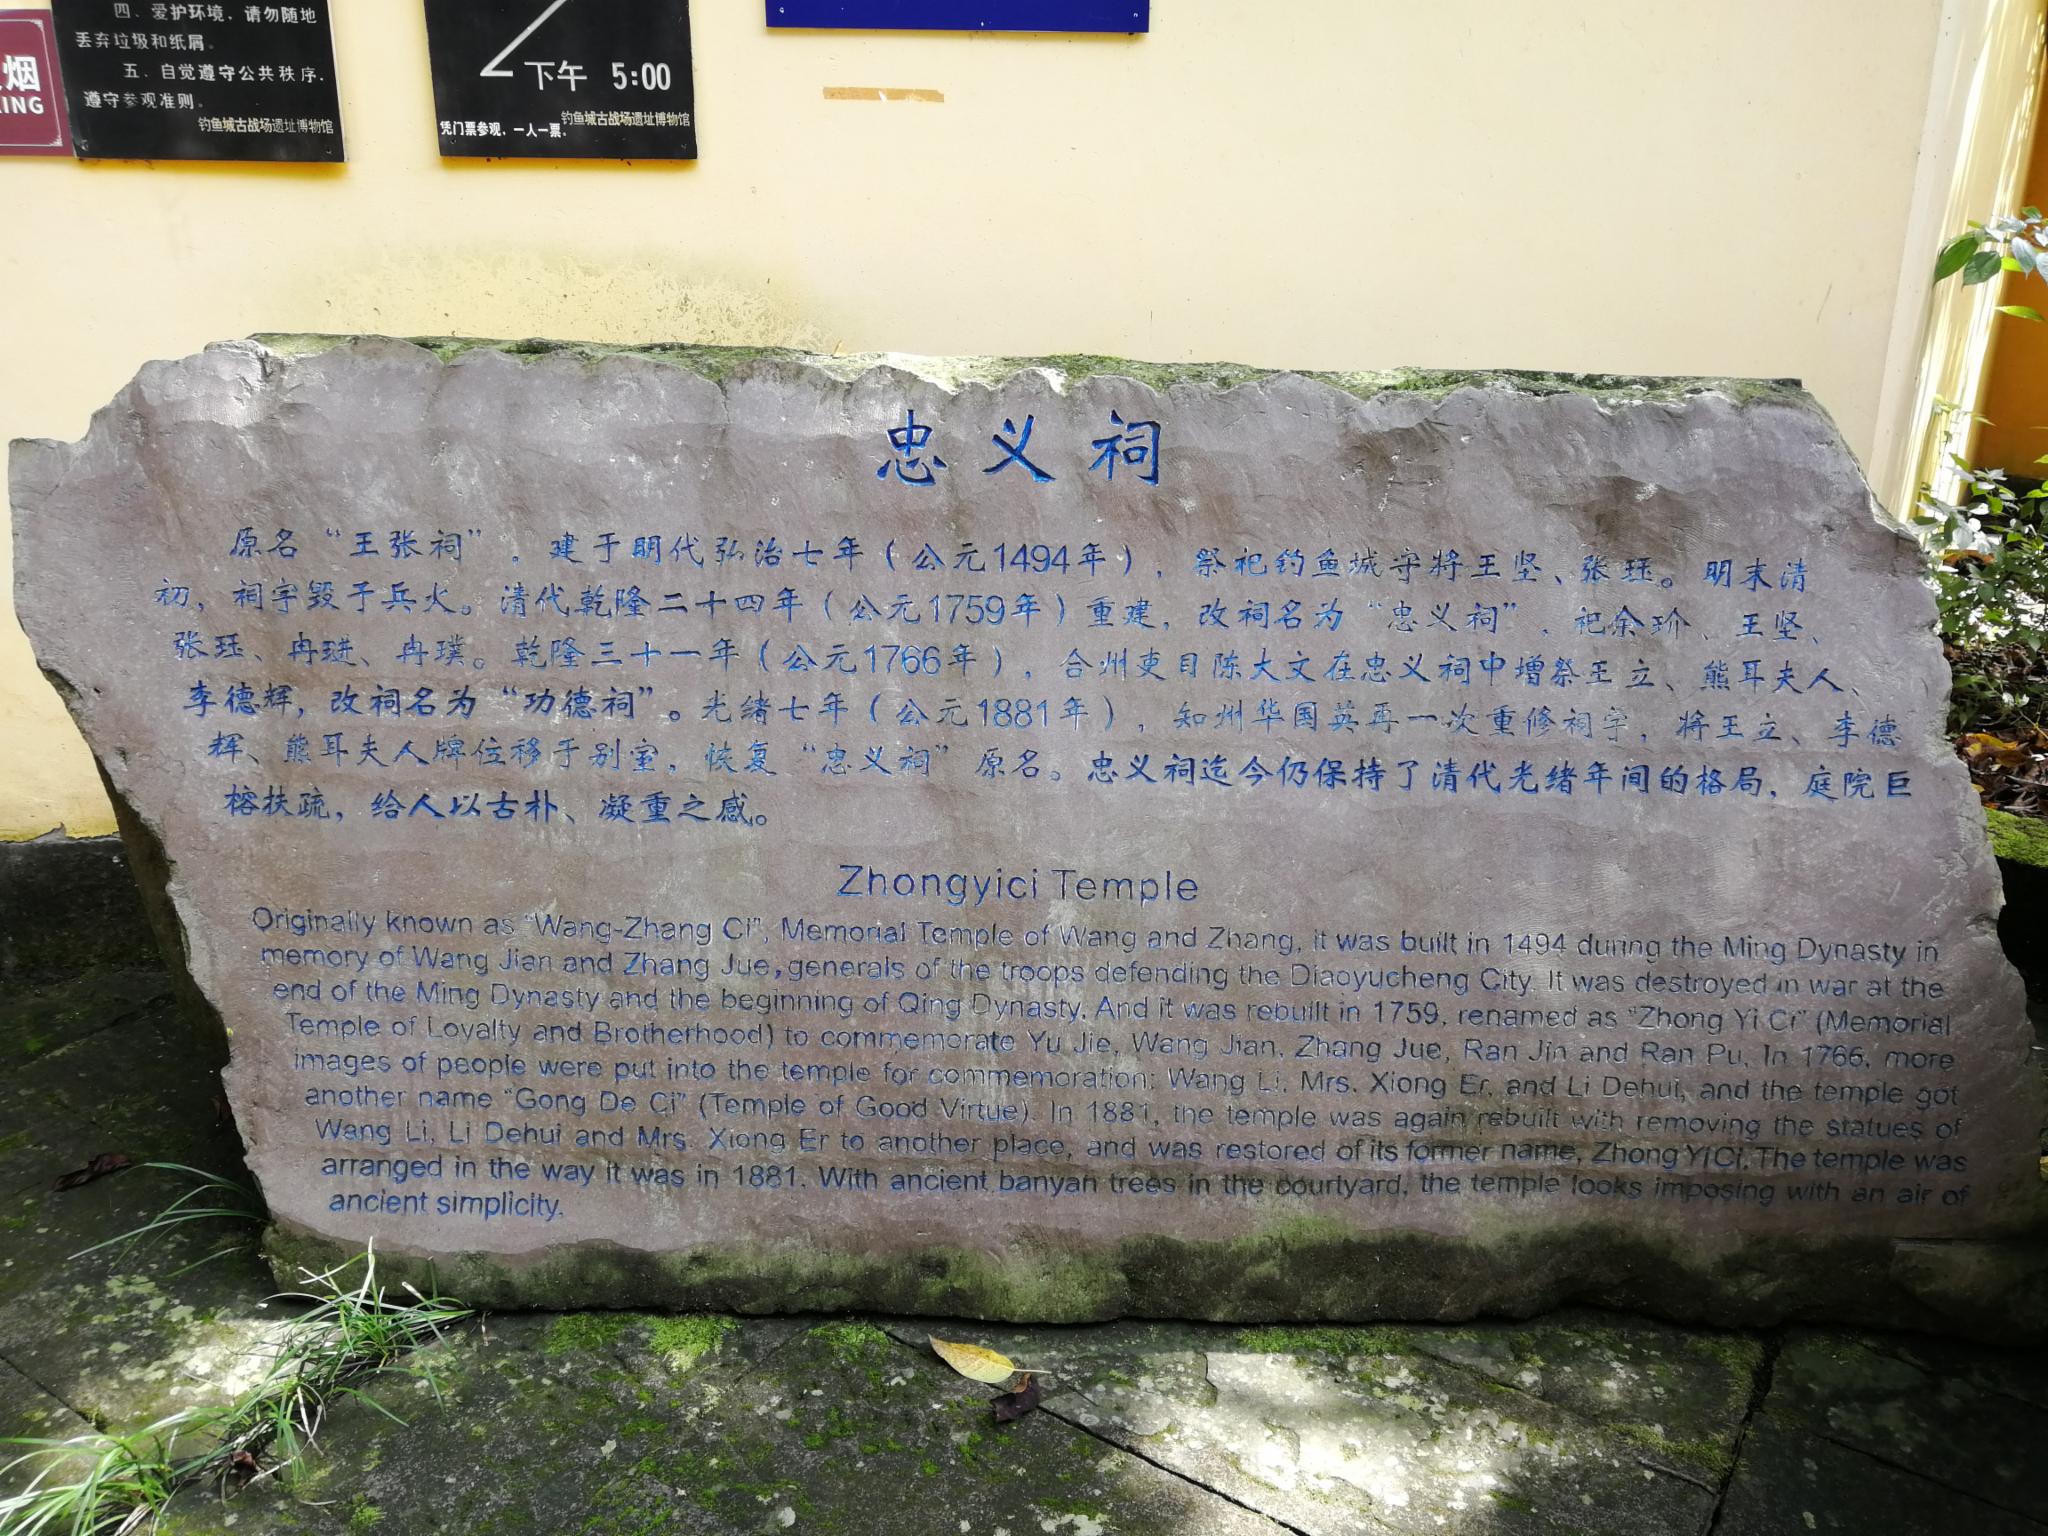 烟
ING
四、爱护环境，请勿随地
丢弃垃圾和纸屑。
五、自觉遵守公共秩序，
遵守参观准则。
钓鱼城古战场遗址博物馆
下午 5:00
钓鱼城古战场遗址博物馆
凭门票参观，一人一票。
忠义祠
原名“王张祠”，建于明代弘治七年（公元1494年），祭祀钓鱼城守将王坚、张珏。明末清
初，祠宇毁于兵火。清代乾隆二十四年（公元1759年）重建，改祠名为“忠义祠”，祀余玠、王坚、
张珏、冉琎、冉璞。乾隆三十一年（公元1766年），合州吏目陈大文在忠义祠中增祭王立、熊耳夫人、
李德辉，改祠名为“功德祠”。光绪七年（公元1881年），知州华国英再一次重修祠宇，将王立、李德
辉、熊耳夫人牌位移于别室，恢复“忠义祠”原名。忠义祠迄今仍保持了清代光绪年间的格局，庭院巨
榕扶疏，给人以古朴、凝重之感。
Zhongyici Temple
Originally known as “Wang-Zhang Ci”, Memorial Temple of Wang and Zhang, it was built in 1494 during the Ming Dynasty in
memory of Wang Jian and Zhang Jue, generals of the troops defending the Diaoyucheng City. It was destroyed in war at the
end of the Ming Dynasty and the beginning of Qing Dynasty. And it was rebuilt in 1759, renamed as “Zhong Yi Ci” (Memorial
Temple of Loyalty and Brotherhood) to commemorate Yu Jie, Wang Jian, Zhang Jue, Ran Jin and Ran Pu. In 1766, more
images of people were put into the temple for commemoration: Wang Li, Mrs. Xiong Er, and Li Dehui, and the temple got
another name “Gong De Ci” (Temple of Good Virtue). In 1881, the temple was again rebuilt with removing the statues of
Wang Li, Li Dehui and Mrs. Xiong Er to another place, and was restored of its former name, Zhong Yi Ci. The temple was
arranged in the way it was in 1881. With ancient banyan trees in the courtyard, the temple looks imposing with an air of
ancient simplicity.